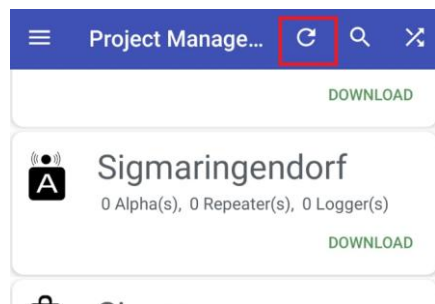 Project Manage...
DOWNLOAD
A
Sigmaringendorf
0 Alpha(s), 0 Repeater(s), 0 Logger(s)
DOWNLOAD